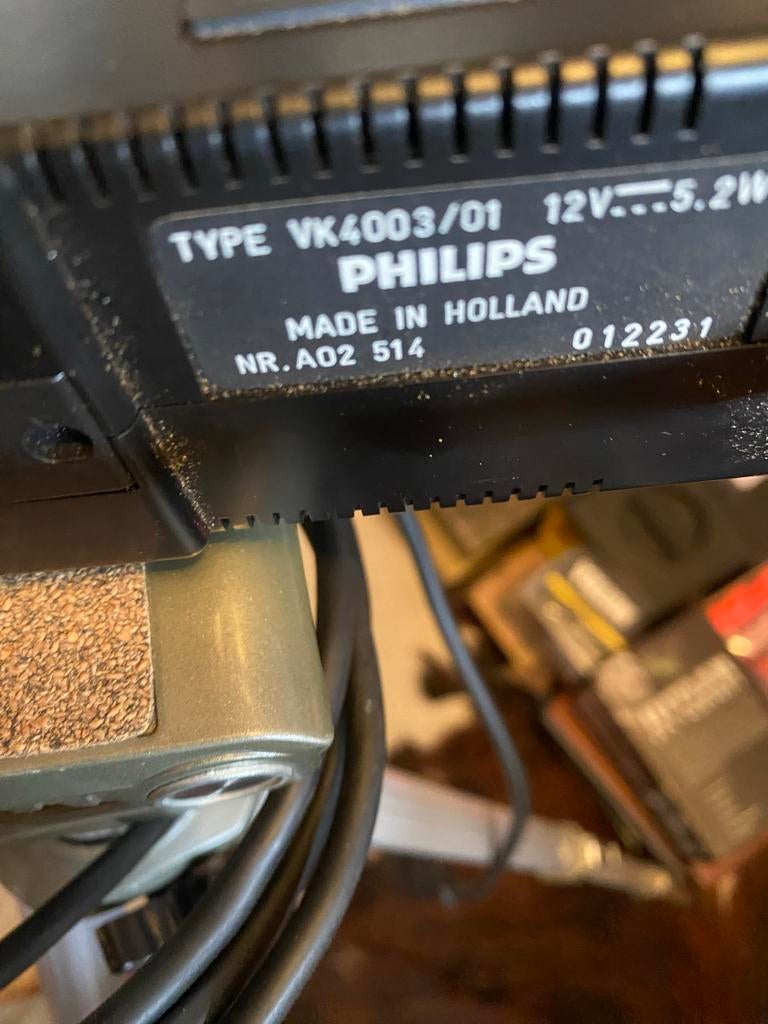 TYPE VK4003/01 12V⎓5.2W
PHILIPS
MADE IN HOLLAND
NR.A02 514 012231